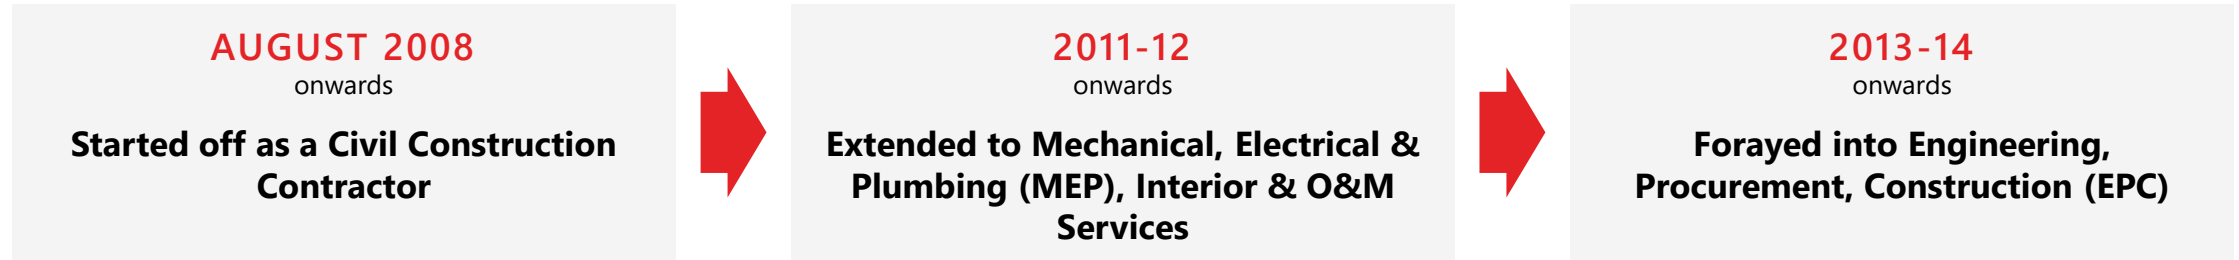 AUGUST 2008
onwards
Started off as a Civil Construction
Contractor
2011-12
onwards
Extended to Mechanical, Electrical &
Plumbing (MEP), Interior & O&M
Services
2013-14
onwards
Forayed into Engineering,
Procurement, Construction (EPC)